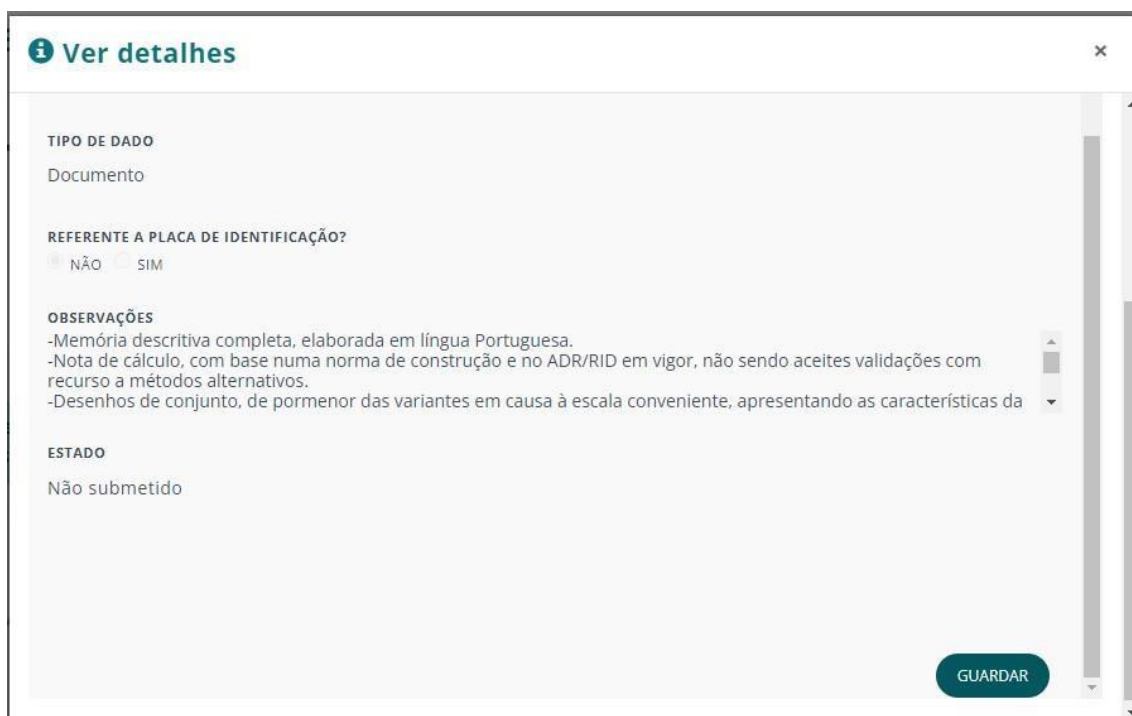 Ver detalhes
×
TIPO DE DADO
Documento
REFERENTE A PLACA DE IDENTIFICAÇÃO?
NÃO SIM
OBSERVAÇÕES
-Memória descritiva completa, elaborada em língua Portuguesa.
-Nota de cálculo, com base numa norma de construção e no ADR/RID em vigor, não sendo aceites validações com
recurso a métodos alternativos.
-Desenhos de conjunto, de pormenor das variantes em causa à escala conveniente, apresentando as características da
ESTADO
Não submetido
GUARDAR